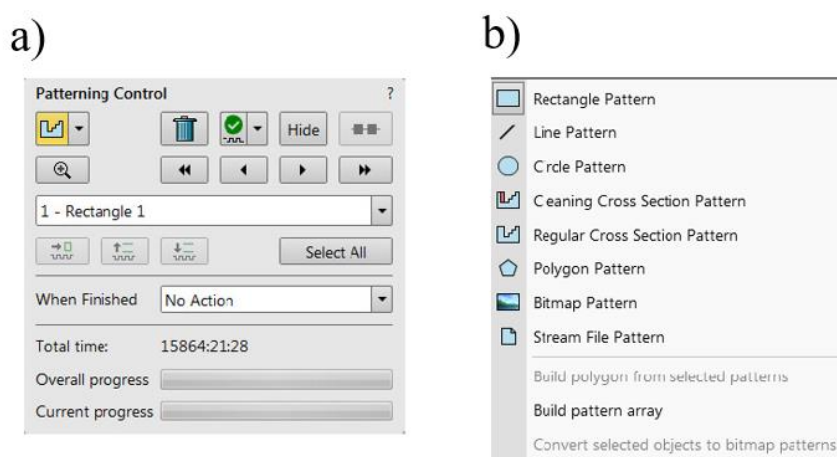 a)
Patterning Control ?
Hide
1 - Rectangle 1
Select All
When Finished No Action
Total time: 15864:21:28
Overall progress
Current progress
b)
Rectangle Pattern
Line Pattern
Crcle Pattern
Ceaning Cross Section Pattern
Regular Cross Section Pattern
Polygon Pattern
Bitmap Pattern
Stream File Pattern
Build polygon from selected patterns
Build pattern array
Convert selected objects to bitmap patterns